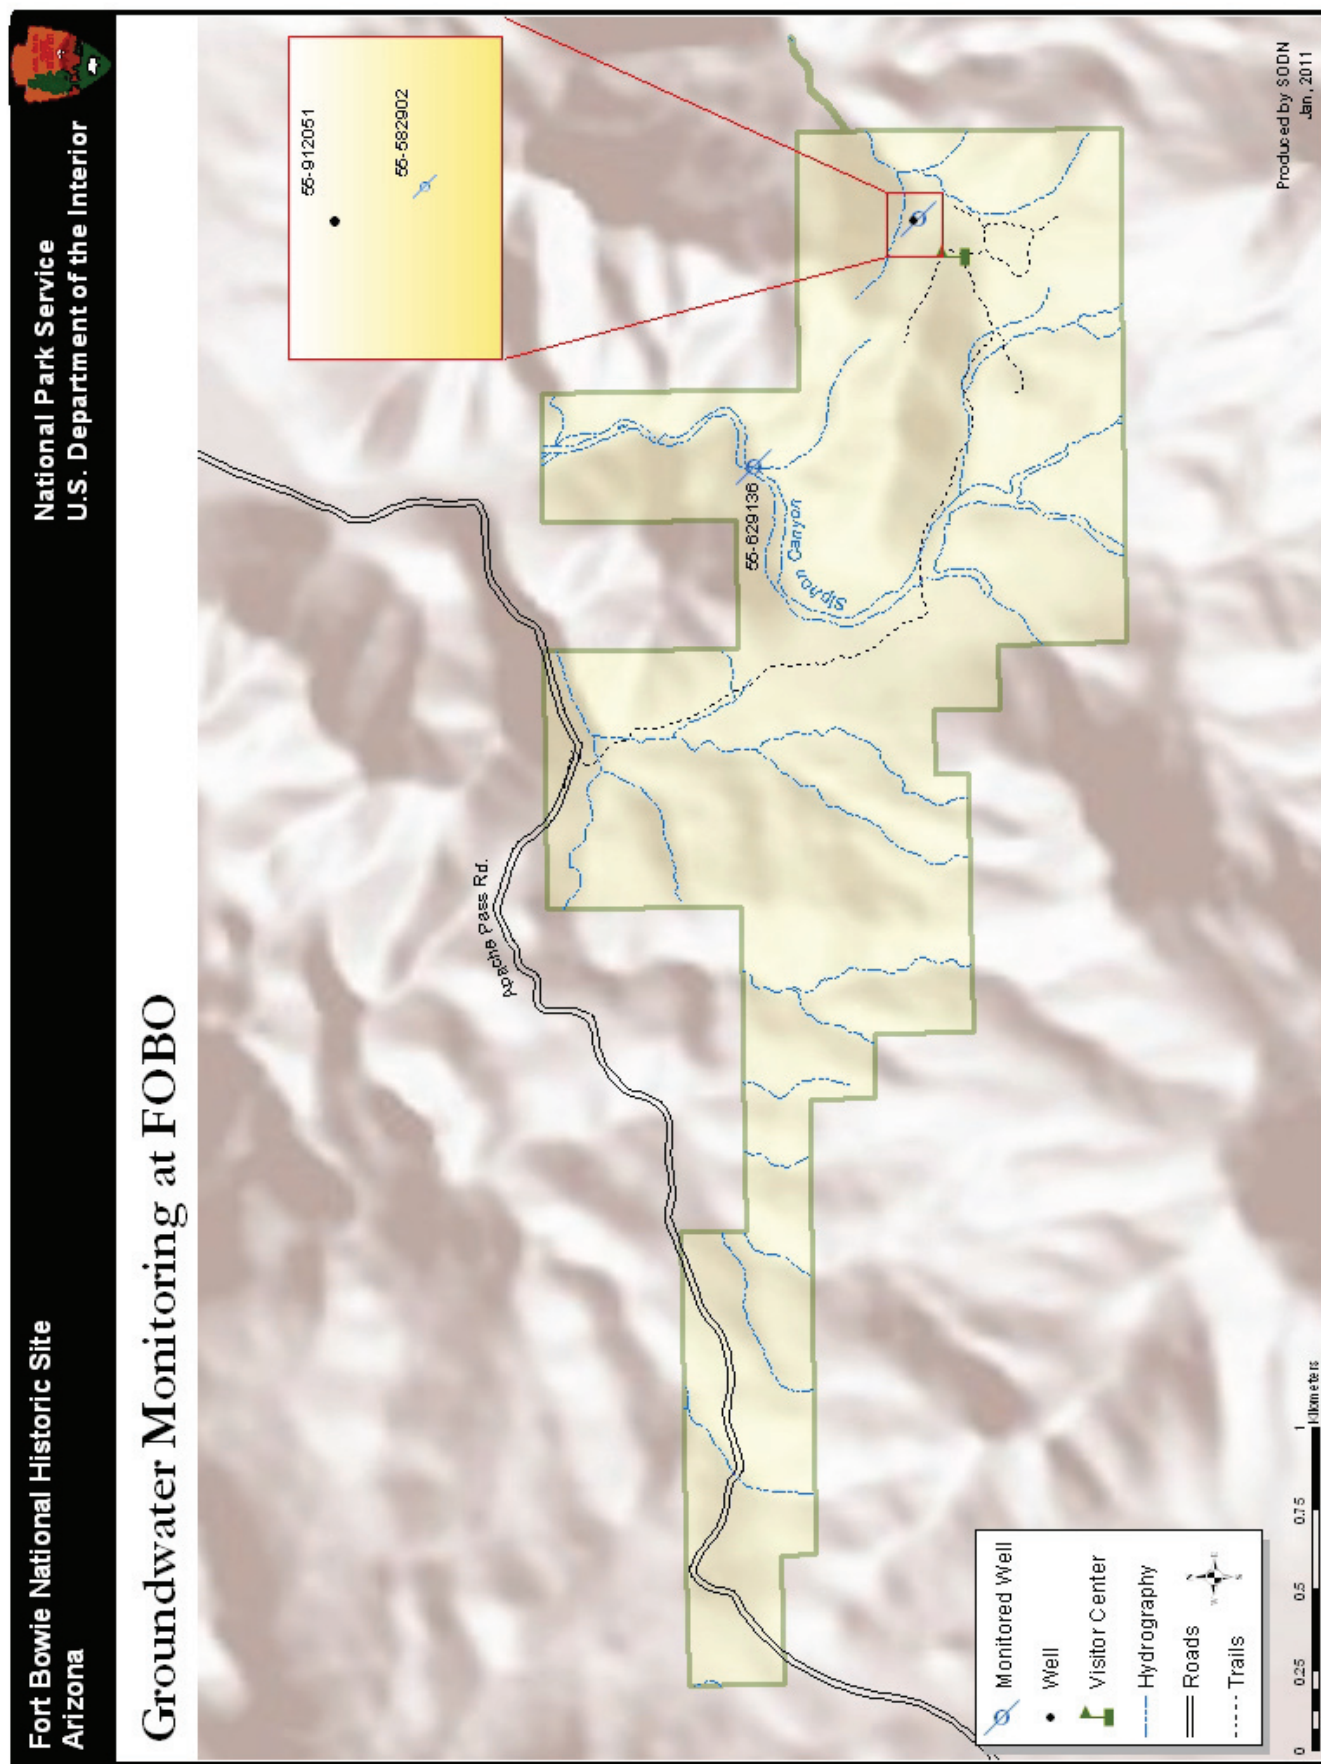 Fort Bowie National Historic Site
Arizona
National Park Service
U.S. Department of the Interior
Groundwater Monitoring at FOBO
55-912051
55-582902
Apache Pass Rd.
55-629136
Siphon Canyon
Monitored Well
Well
Visitor Center
Hydrography
Roads
Trails
0 0.25 0.5 0.75 1
Kilometers
Produced by SODN
Jan, 2011